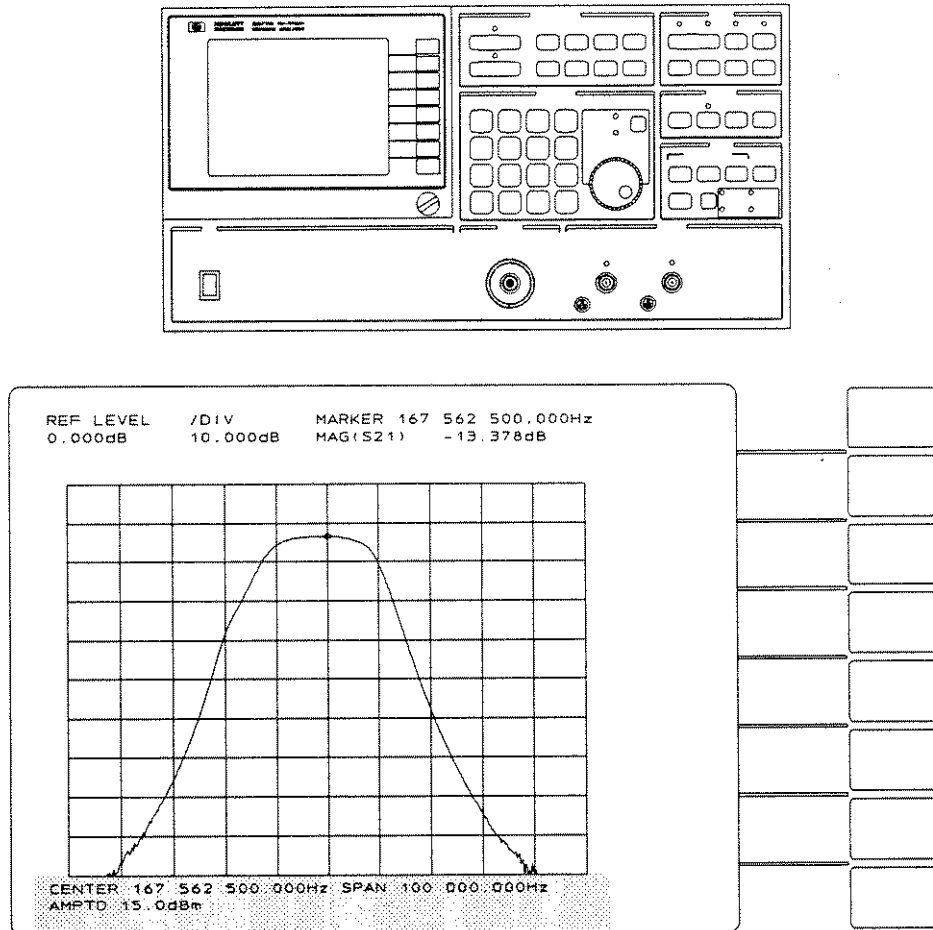 REF LEVEL /DIV MARKER 167 562 500.000Hz
0.000dB 10.000dB MAG(S21) -13.378dB
CENTER 167 562 500.000Hz SPAN 100 000.000Hz
AMPTD 15.0dBm